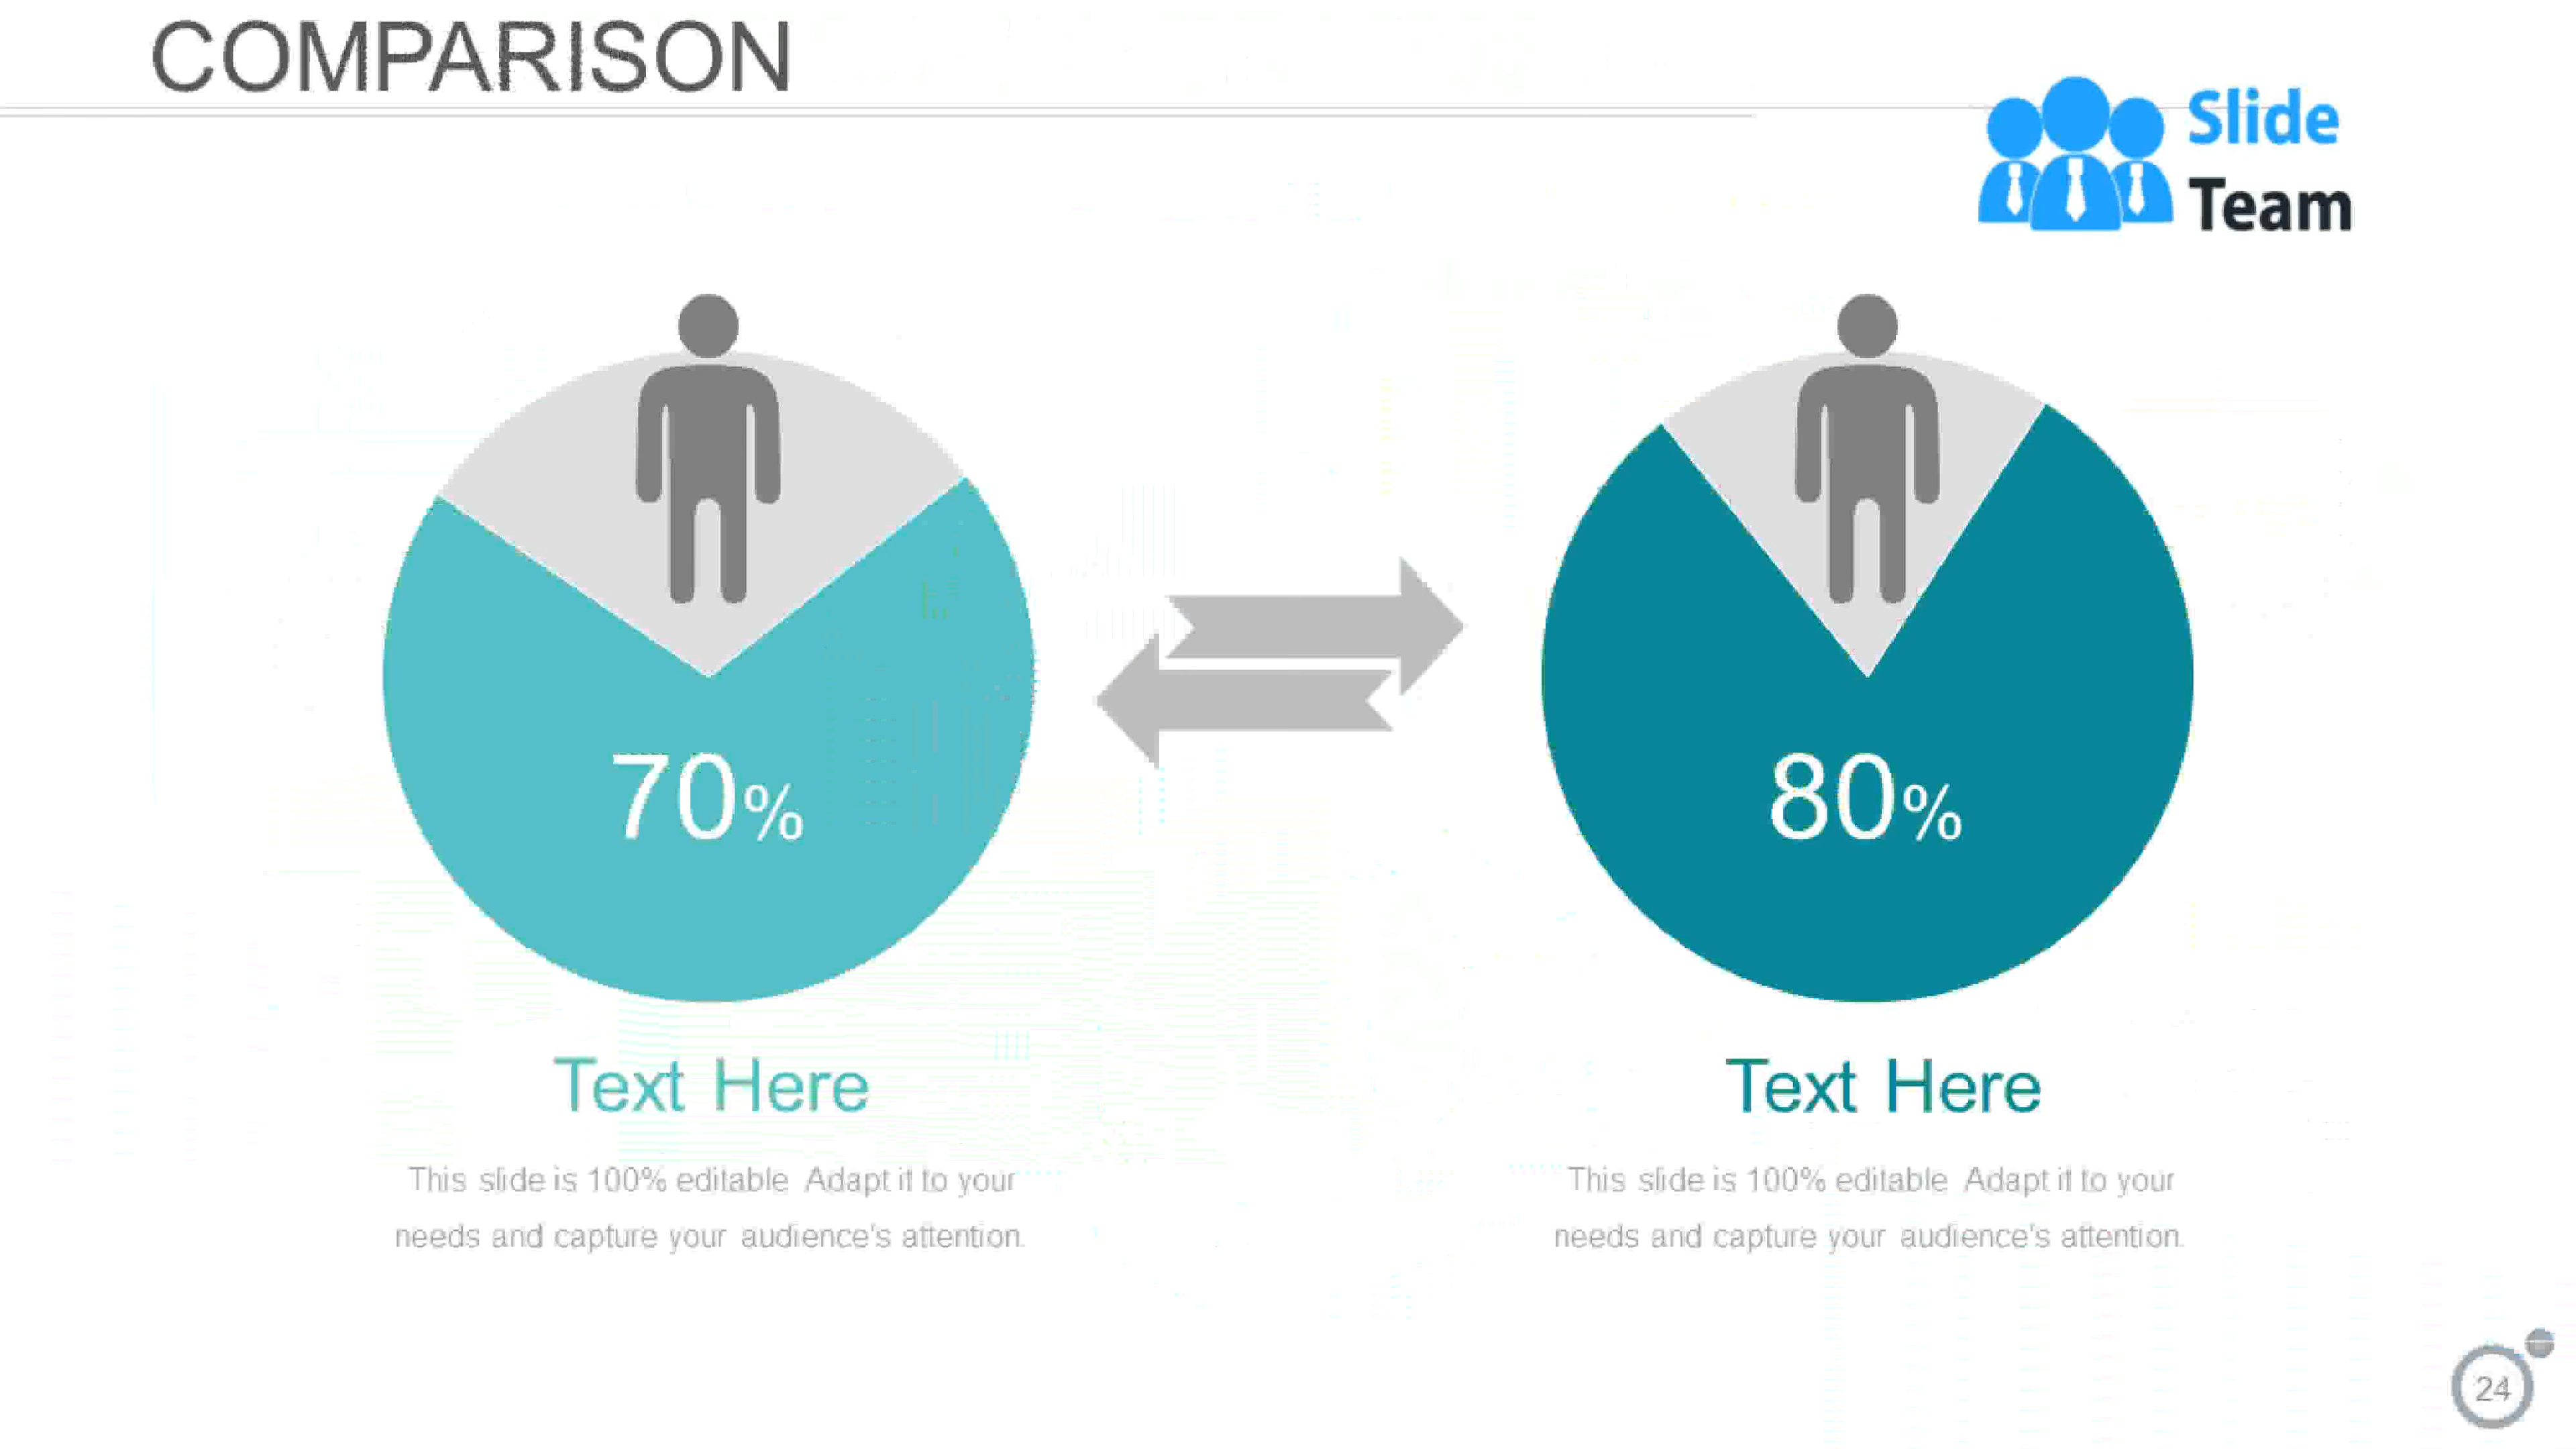 COMPARISON
Slide
Team
70%
80%
Text Here
This slide is 100% editable Adapt it to your
needs and capture your audience's attention.
Text Here
This slide is 100% editable Adapt it to your
needs and capture your audience's attention.
24